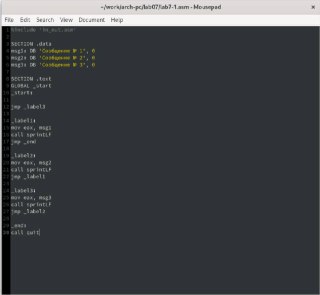 ~/work/arch-pc/lab07/lab7-1.asm - Mousepad
File Edit Search View Document Help
%include 'in_out.asm'
SECTION .data
msg1: DB 'Сообщение № 1', 0
msg2: DB 'Сообщение № 2', 0
msg3: DB 'Сообщение № 3', 0
SECTION .text
GLOBAL _start
_start:
jmp _label3
_label1:
mov eax, msg1
call sprintLF
jmp _end
_label2:
mov eax, msg2
call sprintLF
jmp _label1
_label3:
mov eax, msg3
call sprintLF
jmp _label2
_end:
call quit